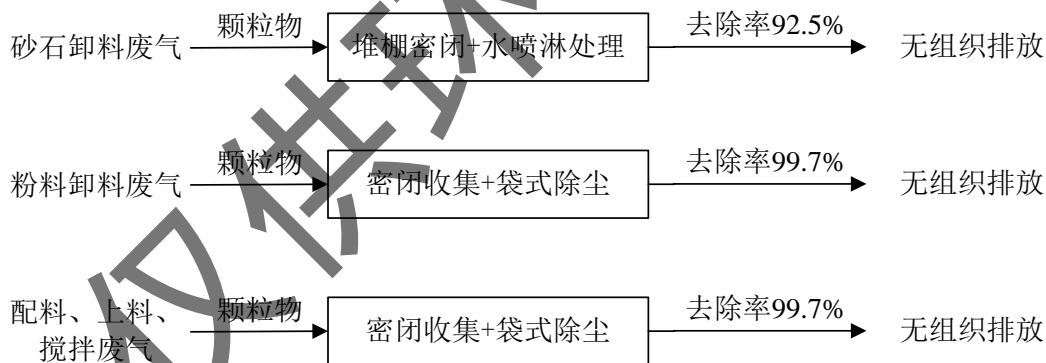 砂石卸料废气 颗粒物 堆棚密闭+水喷淋处理 去除率92.5% 无组织排放
粉料卸料废气 颗粒物 密闭收集+袋式除尘 去除率99.7% 无组织排放
配料、上料、
搅拌废气 颗粒物 密闭收集+袋式除尘 去除率99.7% 无组织排放
仅供环